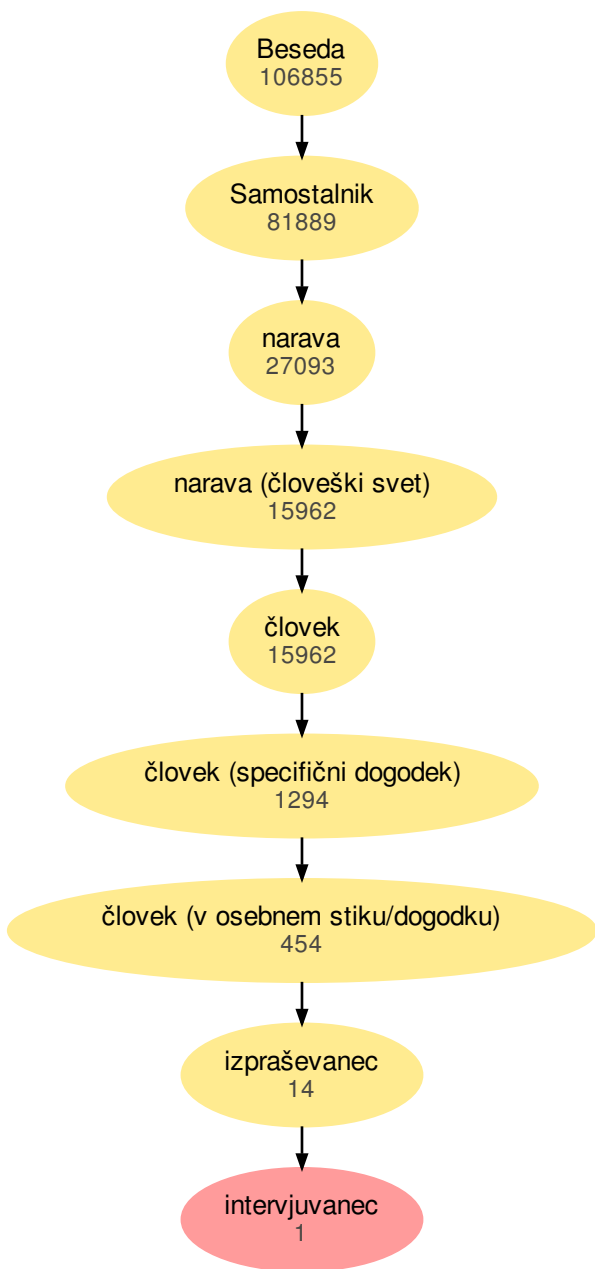 Beseda
106855
Samostalnik
81889
narava
27093
narava (človeški svet)
15962
človek
15962
človek (specifični dogodek)
1294
človek (v osebnem stiku/dogodku)
454
izpraševanec
14
intervjuvanec
1